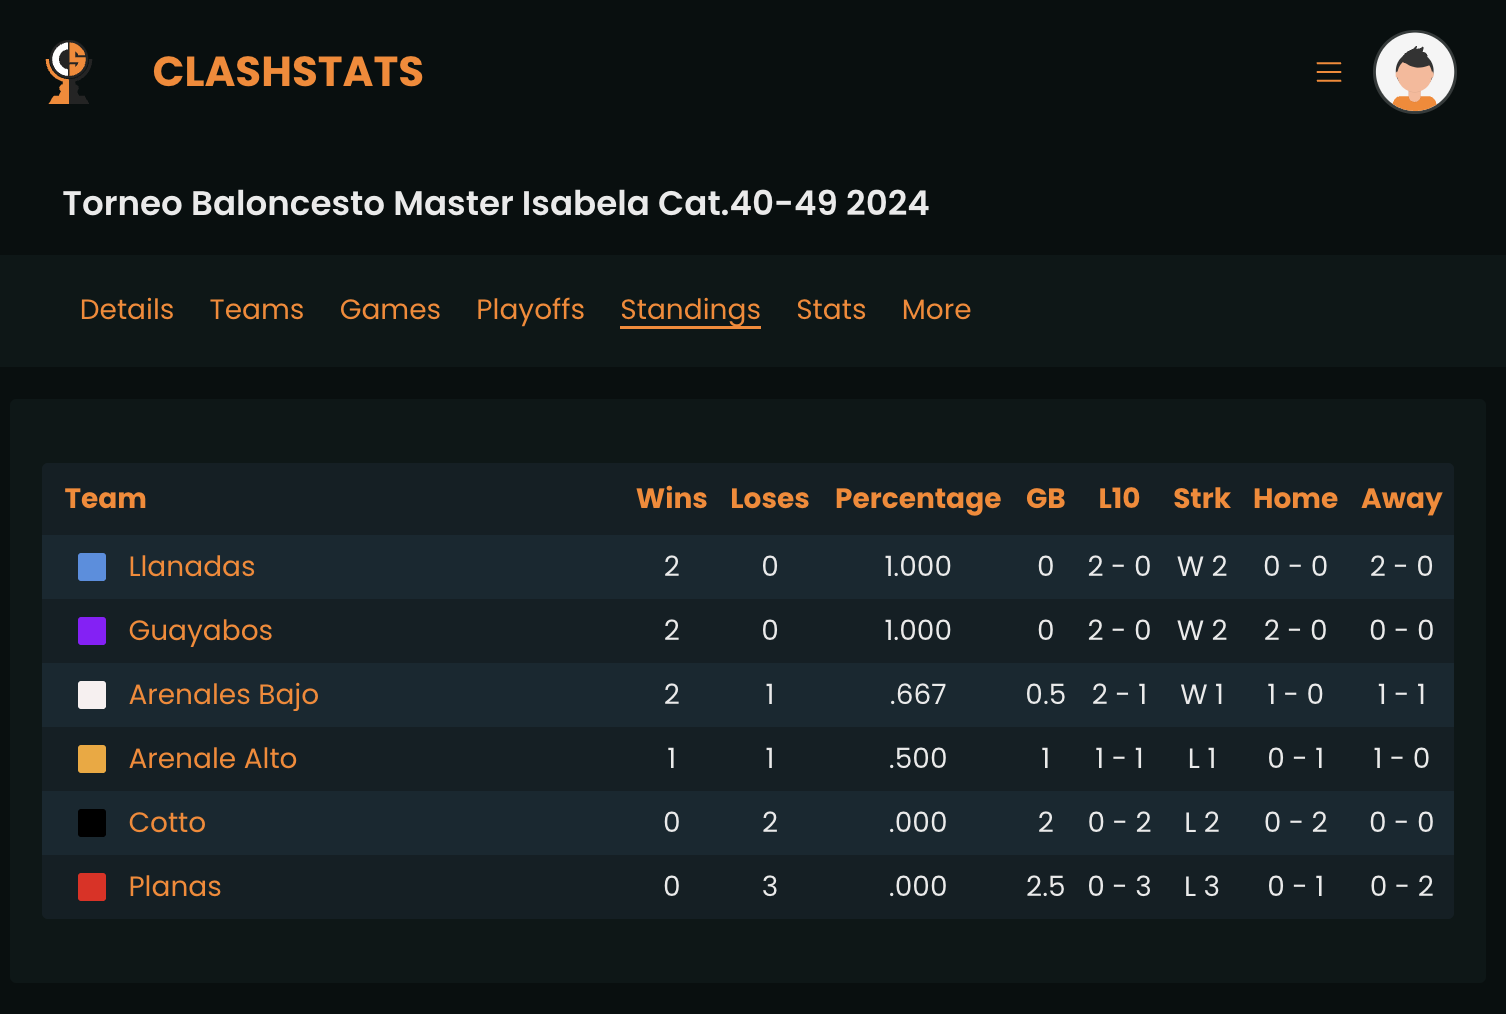 CLASHSTATS
Torneo Baloncesto Master Isabela Cat.40-49 2024
Details Teams Games Playoffs Standings Stats More
Team Wins Loses Percentage GB L10 Strk Home Away
Llanadas 2 0 1.000 0 2 - 0 W 2 0 - 0 2 - 0
Guayabos 2 0 1.000 0 2 - 0 W 2 2 - 0 0 - 0
Arenales Bajo 2 1 .667 0.5 2 - 1 W 1 1 - 0 1 - 1
Arenale Alto 1 1 .500 1 1 - 1 L 1 0 - 1 1 - 0
Cotto 0 2 .000 2 0 - 2 L 2 0 - 2 0 - 0
Planas 0 3 .000 2.5 0 - 3 L 3 0 - 1 0 - 2